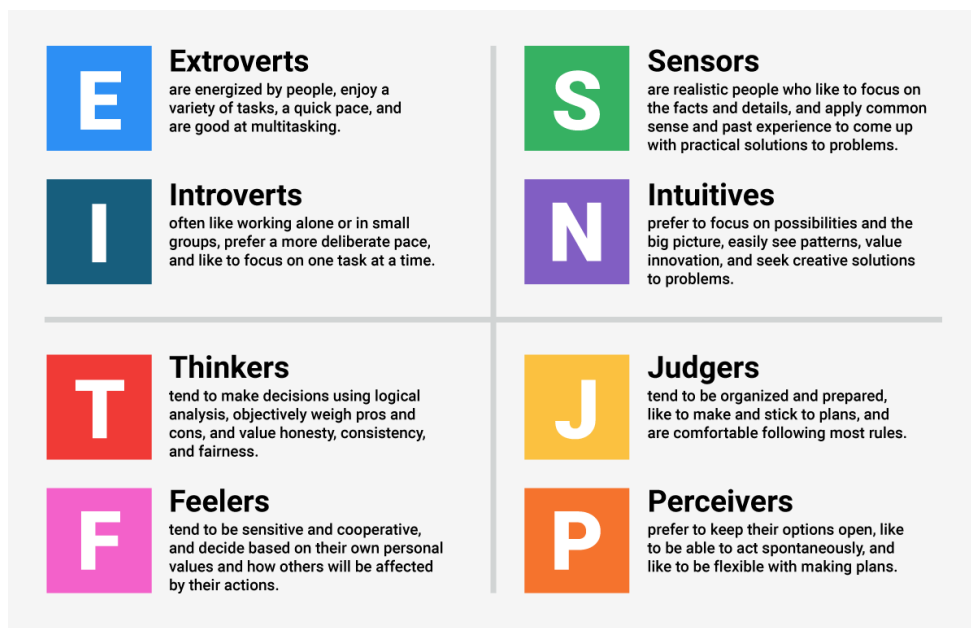 E
Extroverts
are energized by people, enjoy a
variety of tasks, a quick pace, and
are good at multitasking.
I
Introverts
often like working alone or in small
groups, prefer a more deliberate pace,
and like to focus on one task at a time.
S
Sensors
are realistic people who like to focus on
the facts and details, and apply common
sense and past experience to come up
with practical solutions to problems.
N
Intuitives
prefer to focus on possibilities and the
big picture, easily see patterns, value
innovation, and seek creative solutions
to problems.
T
Thinkers
tend to make decisions using logical
analysis, objectively weigh pros and
cons, and value honesty, consistency,
and fairness.
F
Feelers
tend to be sensitive and cooperative,
and decide based on their own personal
values and how others will be affected
by their actions.
J
Judgers
tend to be organized and prepared,
like to make and stick to plans, and
are comfortable following most rules.
P
Perceivers
prefer to keep their options open, like
to be able to act spontaneously, and
like to be flexible with making plans.